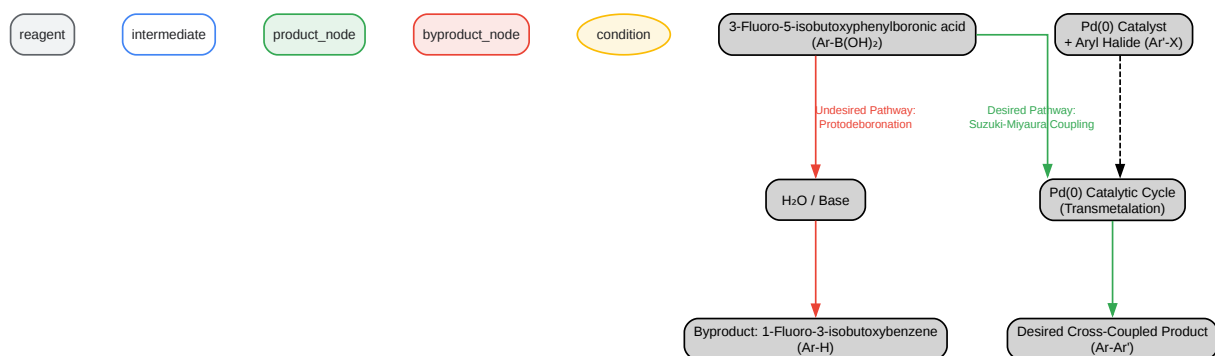 reagent
intermediate
product_node
byproduct_node
condition
3-Fluoro-5-isobutoxyphenylboronic acid
(Ar-B(OH)₂)
Pd(0) Catalyst
+ Aryl Halide (Ar'-X)
Undesired Pathway:
Protodeboronation
Desired Pathway:
Suzuki-Miyaura Coupling
H₂O / Base
Pd(0) Catalytic Cycle
(Transmetalation)
Byproduct: 1-Fluoro-3-isobutoxybenzene
(Ar-H)
Desired Cross-Coupled Product
(Ar-Ar')